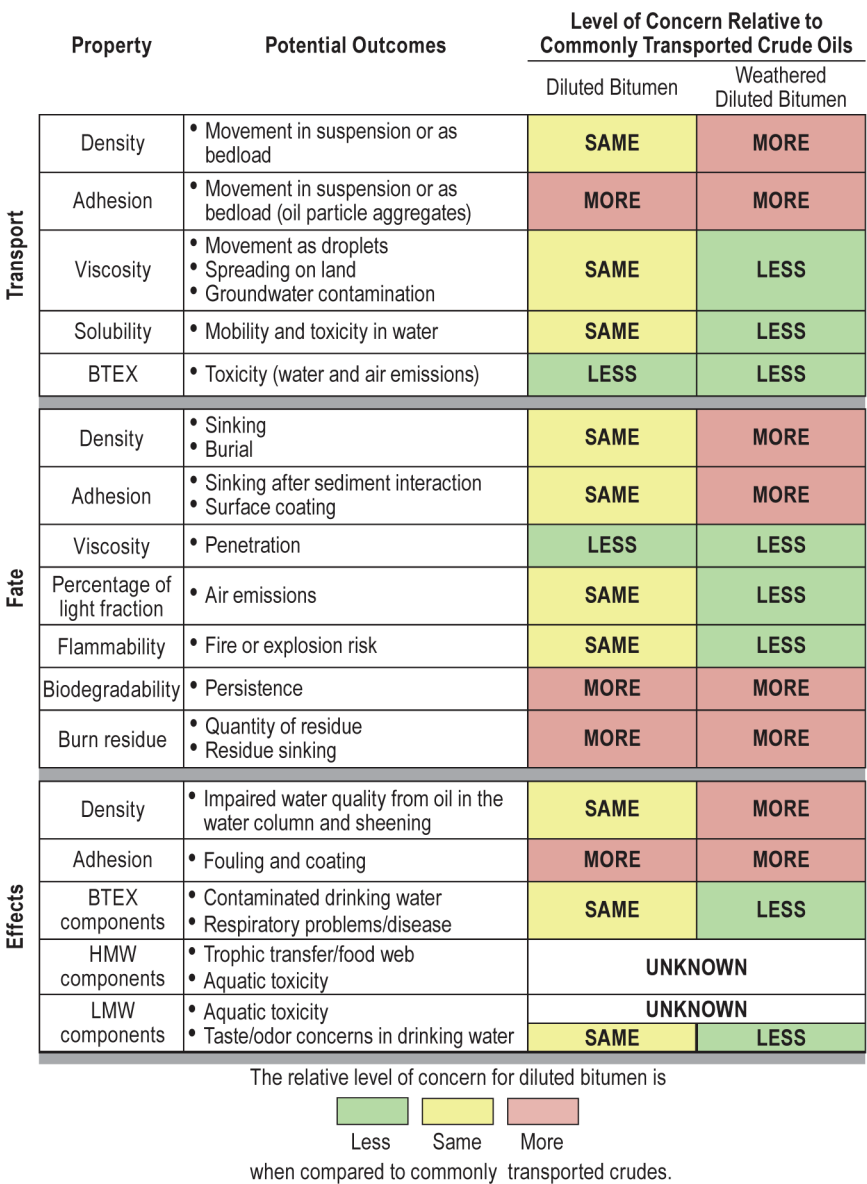 Property
Potential Outcomes
Level of Concern Relative to
Commonly Transported Crude Oils
Diluted Bitumen
Weathered
Diluted Bitumen
Transport
Density
• Movement in suspension or as
bedload
SAME
MORE
Adhesion
• Movement in suspension or as
bedload (oil particle aggregates)
MORE
MORE
Viscosity
• Movement as droplets
• Spreading on land
• Groundwater contamination
SAME
LESS
Solubility
• Mobility and toxicity in water
SAME
LESS
BTEX
• Toxicity (water and air emissions)
LESS
LESS
Fate
Density
• Sinking
• Burial
SAME
MORE
Adhesion
• Sinking after sediment interaction
• Surface coating
SAME
MORE
Viscosity
• Penetration
LESS
LESS
Percentage of
light fraction
• Air emissions
SAME
LESS
Flammability
• Fire or explosion risk
SAME
LESS
Biodegradability
• Persistence
MORE
MORE
Burn residue
• Quantity of residue
• Residue sinking
MORE
MORE
Effects
Density
• Impaired water quality from oil in the
water column and sheening
SAME
MORE
Adhesion
• Fouling and coating
MORE
MORE
BTEX
components
• Contaminated drinking water
• Respiratory problems/disease
SAME
LESS
HMW
components
• Trophic transfer/food web
• Aquatic toxicity
UNKNOWN
LMW
components
• Aquatic toxicity
• Taste/odor concerns in drinking water
UNKNOWN
SAME
LESS
The relative level of concern for diluted bitumen is
Less
Same
More
when compared to commonly transported crudes.